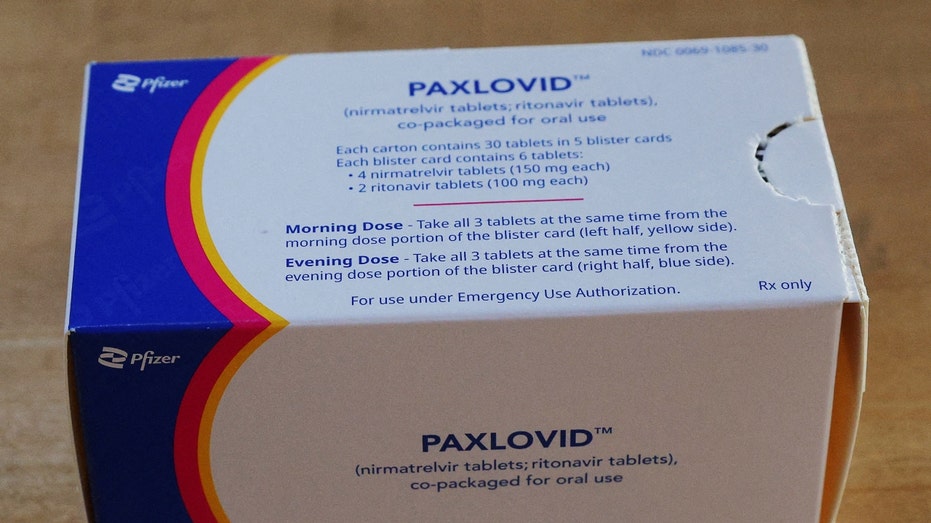 NDC 0069-1085-30
Pfizer
PAXLOVID™
(nirmatrelvir tablets; ritonavir tablets),
co-packaged for oral use
Each carton contains 30 tablets in 5 blister cards
Each blister card contains 6 tablets:
• 4 nirmatrelvir tablets (150 mg each)
• 2 ritonavir tablets (100 mg each)
Morning Dose - Take all 3 tablets at the same time from the
morning dose portion of the blister card (left half, yellow side).
Evening Dose - Take all 3 tablets at the same time from the
evening dose portion of the blister card (right half, blue side).
For use under Emergency Use Authorization.
Rx only
Pfizer
PAXLOVID™
(nirmatrelvir tablets; ritonavir tablets),
co-packaged for oral use